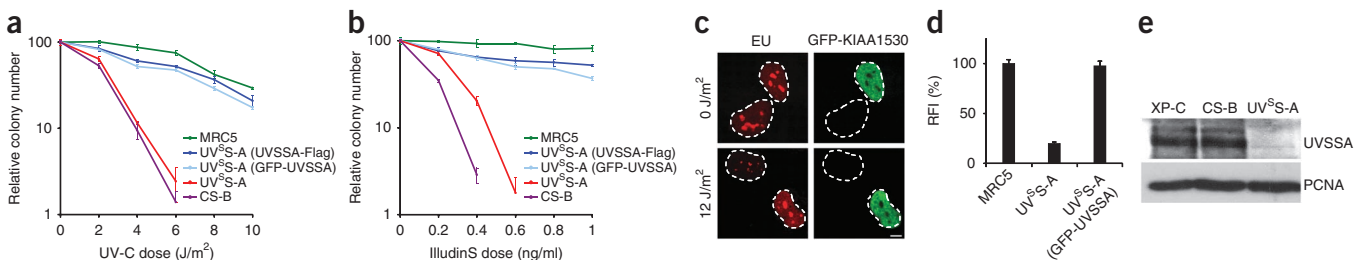 a
Relative colony number
100
10
1
0
2
4
6
8
10
UV-C dose (J/m²)
MRC5
UVˢS-A (UVSSA-Flag)
UVˢS-A (GFP-UVSSA)
UVˢS-A
CS-B
b
Relative colony number
100
10
1
0
0.2
0.4
0.6
0.8
1
IlludinS dose (ng/ml)
MRC5
UVˢS-A (UVSSA-Flag)
UVˢS-A (GFP-UVSSA)
UVˢS-A
CS-B
c
EU
GFP-KIAA1530
0 J/m²
12 J/m²
d
RFI (%)
100
50
0
MRC5
UVˢS-A
UVˢS-A
(GFP-UVSSA)
e
XP-C
CS-B
UVˢS-A
UVSSA
PCNA